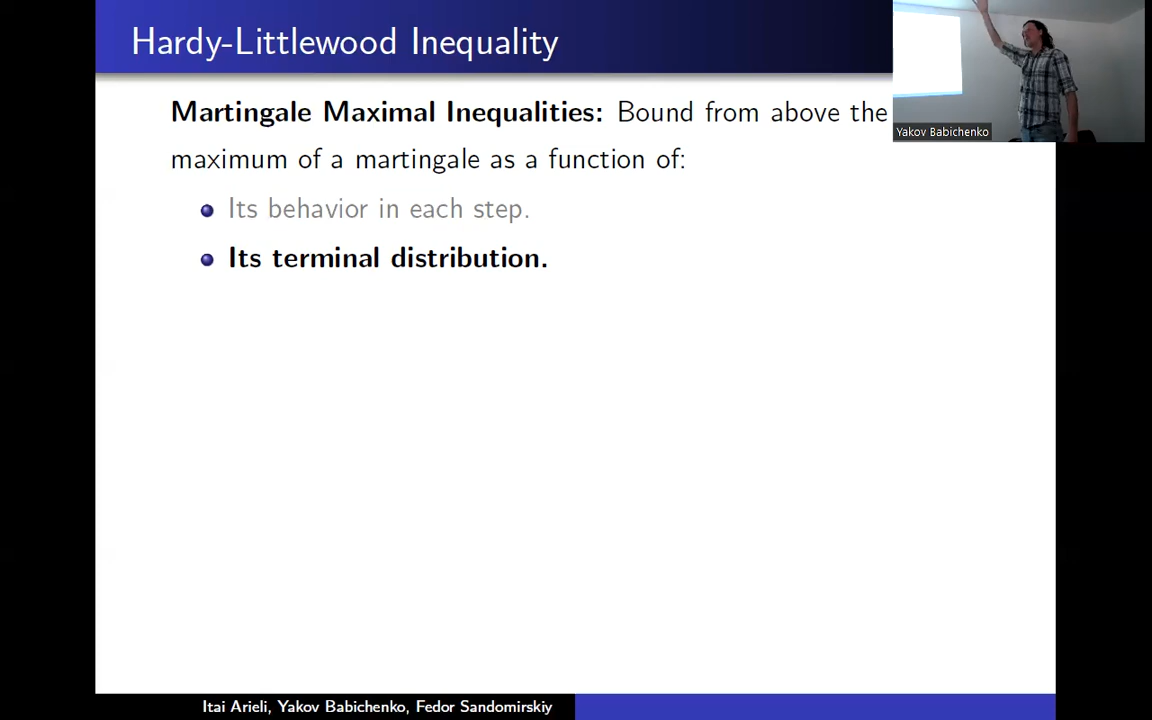 Hardy-Littlewood Inequality
Martingale Maximal Inequalities: Bound from above the
maximum of a martingale as a function of:
Its behavior in each step.
Its terminal distribution.
Yakov Babichenko
Itai Arieli, Yakov Babichenko, Fedor Sandomirskiy